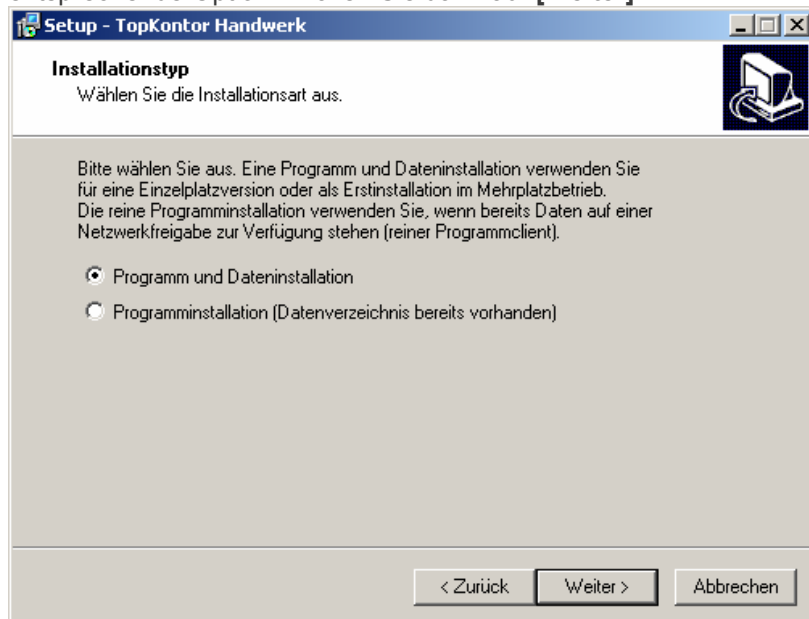 Setup - TopKontor Handwerk
Installationstyp
Wählen Sie die Installationsart aus.
Bitte wählen Sie aus. Eine Programm und Dateninstallation verwenden Sie
für eine Einzelplatzversion oder als Erstinstallation im Mehrplatzbetrieb.
Die reine Programminstallation verwenden Sie, wenn bereits Daten auf einer
Netzwerkfreigabe zur Verfügung stehen (reiner Programmclient).
Programm und Dateninstallation
Programminstallation (Datenverzeichnis bereits vorhanden)
< Zurück
Weiter >
Abbrechen